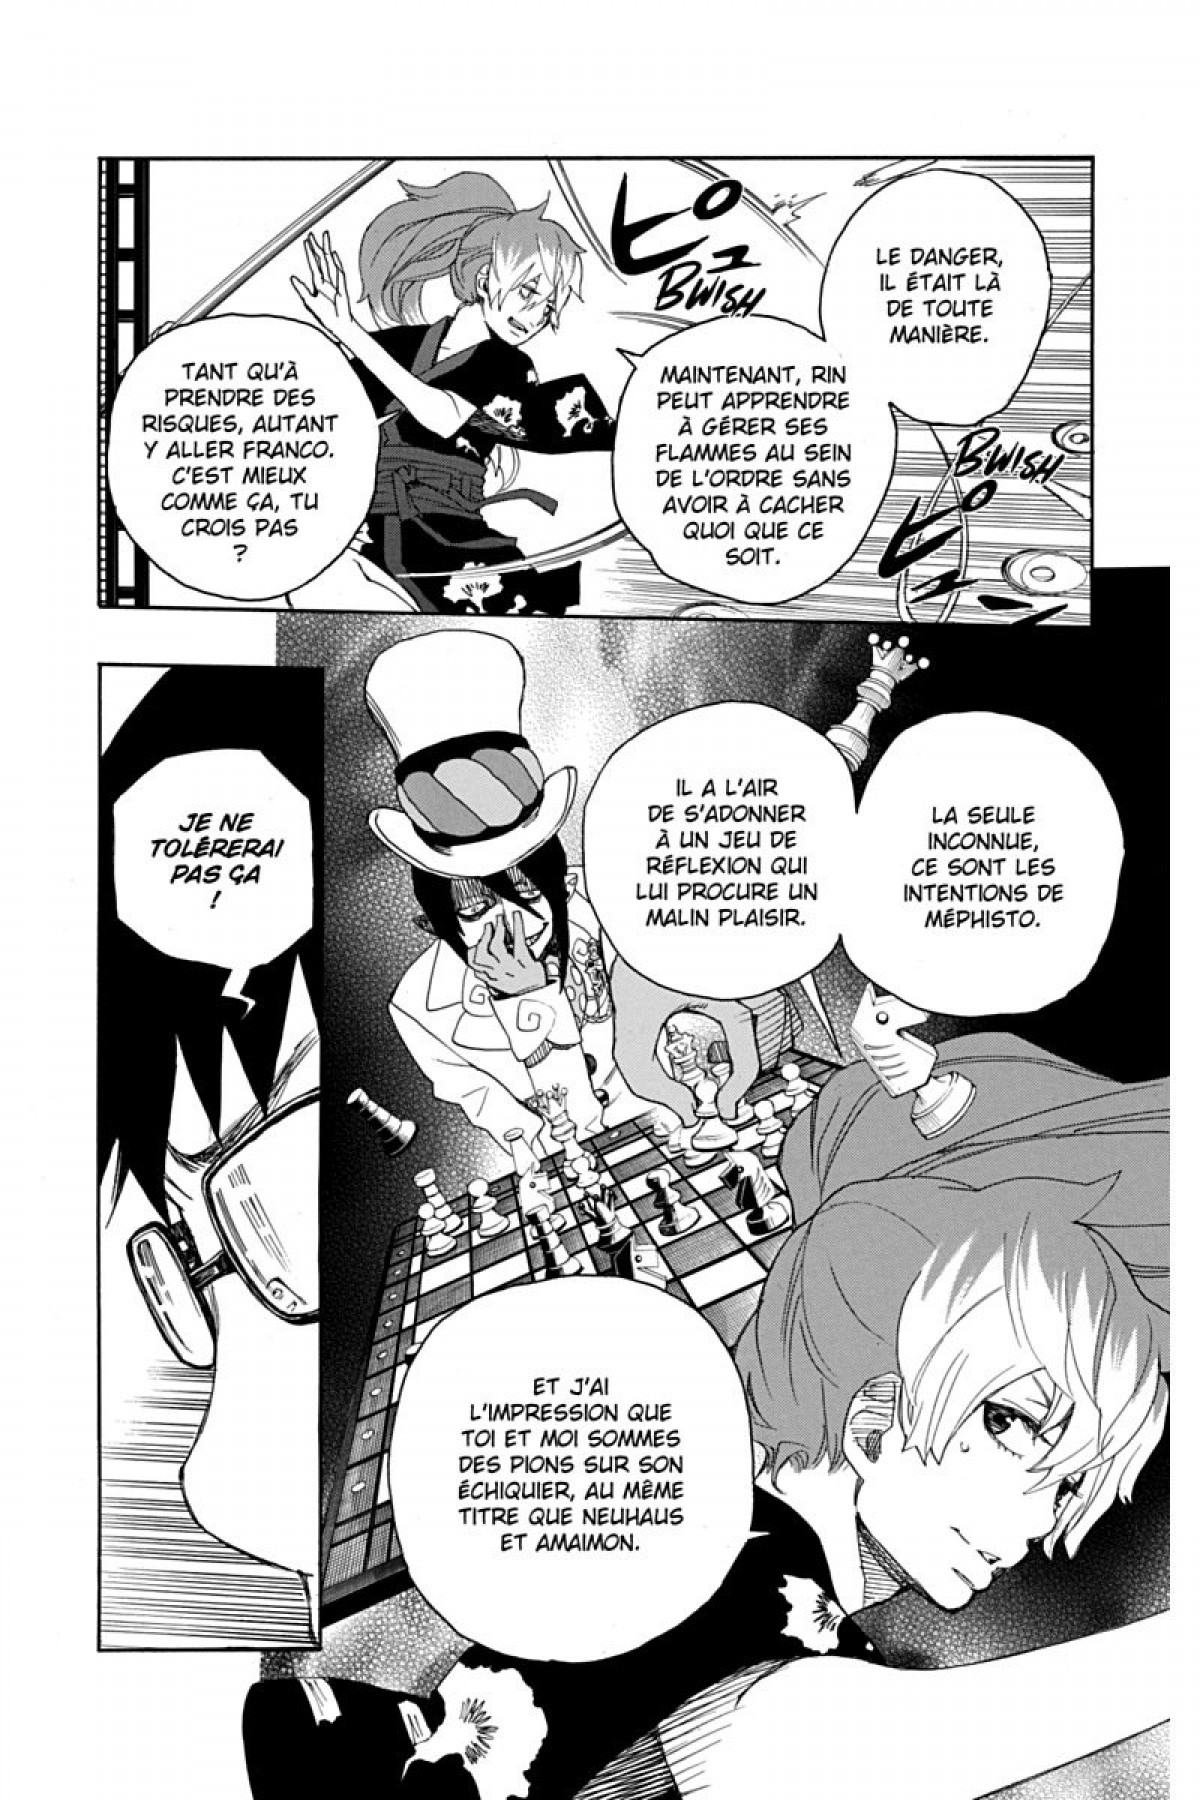 LE DANGER,
IL ÉTAIT LÀ
DE TOUTE
MANIÈRE.
ピュ
BWISH
MAINTENANT, RIN
PEUT APPRENDRE
À GÉRER SES
FLAMMES AU SEIN
DE L'ORDRE SANS
AVOIR À CACHER
QUOI QUE CE
SOIT.
BWISH
ピュ
TANT QU'À
PRENDRE DES
RISQUES, AUTANT
Y ALLER FRANCO.
C'EST MIEUX
COMME ÇA, TU
CROIS PAS
?
LA SEULE
INCONNUE,
CE SONT LES
INTENTIONS DE
MÉPHISTO.
IL A L'AIR
DE S'ADONNER
À UN JEU DE
RÉFLEXION QUI
LUI PROCURE UN
MALIN PLAISIR.
ET J'AI
L'IMPRESSION QUE
TOI ET MOI SOMMES
DES PIONS SUR SON
ÉCHIQUIER, AU MÊME
TITRE QUE NEUHAUS
ET AMAIMON.
JE NE
TOLÉRERAI
PAS ÇA
!